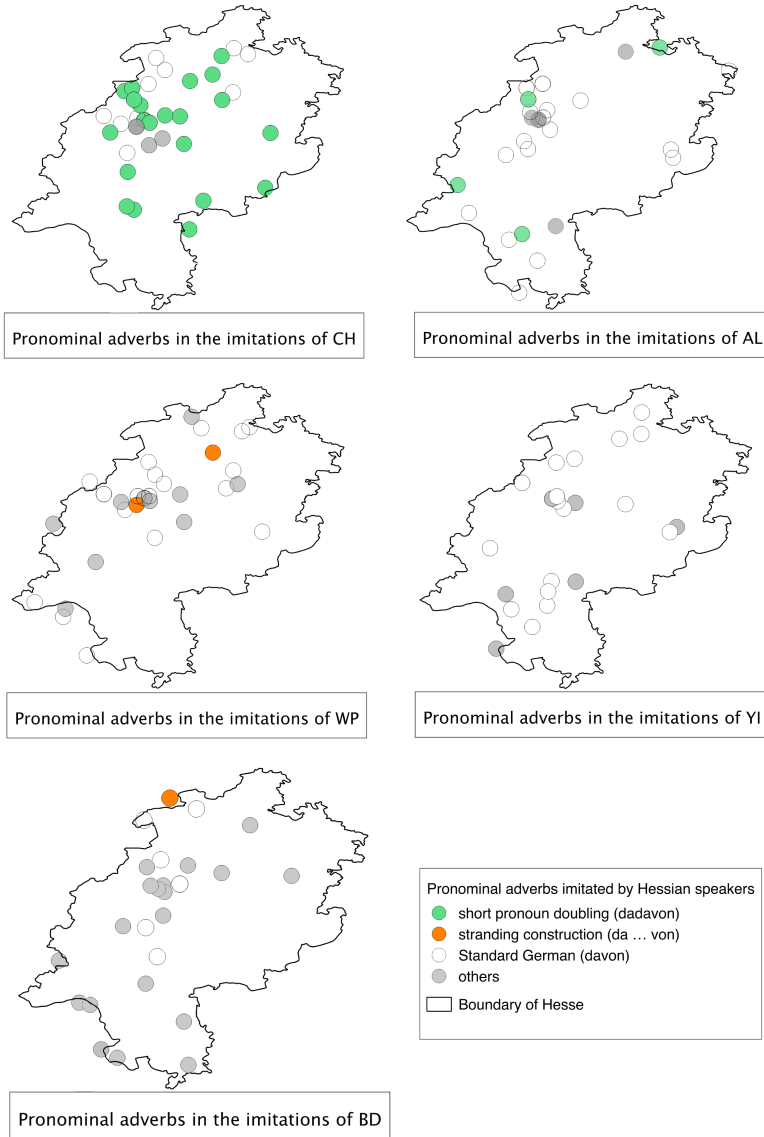 Pronominal adverbs in the imitations of CH
Pronominal adverbs in the imitations of AL
Pronominal adverbs in the imitations of WP
Pronominal adverbs in the imitations of YI
Pronominal adverbs imitated by Hessian speakers
short pronoun doubling (dadavon)
stranding construction (da ... von)
Standard German (davon)
others
Boundary of Hesse
Pronominal adverbs in the imitations of BD